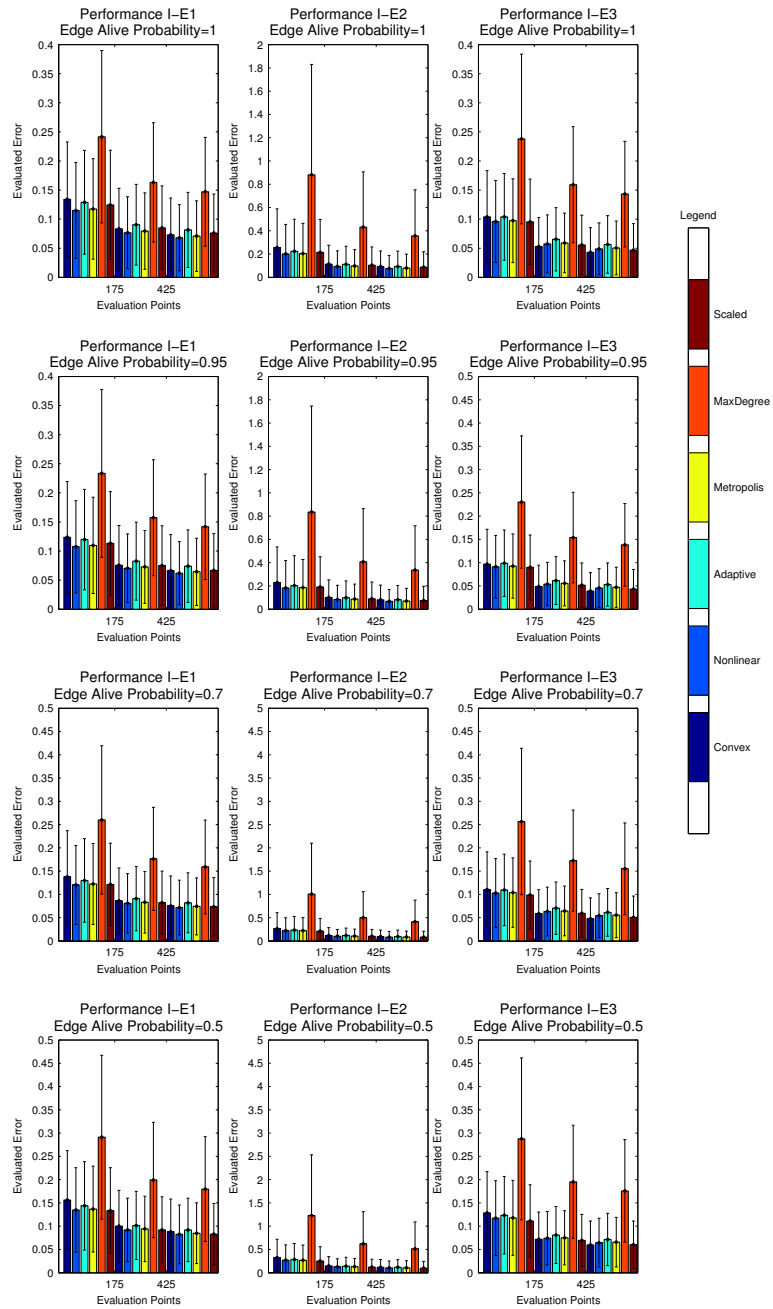 Performance I−E1
Edge Alive Probability=1
0.4
0.35
0.3
0.25
0.2
0.15
0.1
0.05
0
Evaluated Error
175
425
Evaluation Points
Performance I−E2
Edge Alive Probability=1
2
1.8
1.6
1.4
1.2
1
0.8
0.6
0.4
0.2
0
Evaluated Error
175
425
Evaluation Points
Performance I−E3
Edge Alive Probability=1
0.4
0.35
0.3
0.25
0.2
0.15
0.1
0.05
0
Evaluated Error
175
425
Evaluation Points
Performance I−E1
Edge Alive Probability=0.95
0.4
0.35
0.3
0.25
0.2
0.15
0.1
0.05
0
Evaluated Error
175
425
Evaluation Points
Performance I−E2
Edge Alive Probability=0.95
2
1.8
1.6
1.4
1.2
1
0.8
0.6
0.4
0.2
0
Evaluated Error
175
425
Evaluation Points
Performance I−E3
Edge Alive Probability=0.95
0.5
0.45
0.4
0.35
0.3
0.25
0.2
0.15
0.1
0.05
0
Evaluated Error
175
425
Evaluation Points
Performance I−E1
Edge Alive Probability=0.7
0.5
0.45
0.4
0.35
0.3
0.25
0.2
0.15
0.1
0.05
0
Evaluated Error
175
425
Evaluation Points
Performance I−E2
Edge Alive Probability=0.7
5
4.5
4
3.5
3
2.5
2
1.5
1
0.5
0
Evaluated Error
175
425
Evaluation Points
Performance I−E3
Edge Alive Probability=0.7
0.5
0.45
0.4
0.35
0.3
0.25
0.2
0.15
0.1
0.05
0
Evaluated Error
175
425
Evaluation Points
Performance I−E1
Edge Alive Probability=0.5
0.5
0.45
0.4
0.35
0.3
0.25
0.2
0.15
0.1
0.05
0
Evaluated Error
175
425
Evaluation Points
Performance I−E2
Edge Alive Probability=0.5
5
4.5
4
3.5
3
2.5
2
1.5
1
0.5
0
Evaluated Error
175
425
Evaluation Points
Performance I−E3
Edge Alive Probability=0.5
0.5
0.45
0.4
0.35
0.3
0.25
0.2
0.15
0.1
0.05
0
Evaluated Error
175
425
Evaluation Points
Legend
Scaled
MaxDegree
Metropolis
Adaptive
Nonlinear
Convex